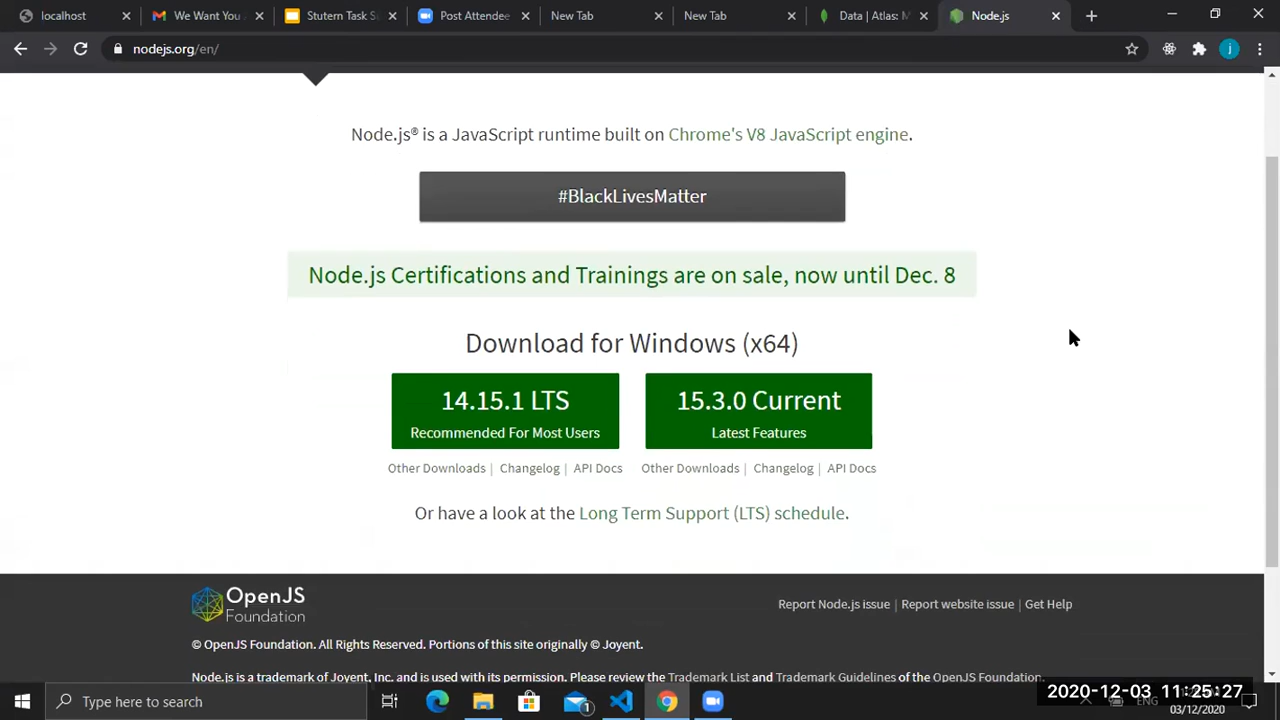 localhost
We Want You
Stutern Task S
Post Attendee
New Tab
New Tab
Data | Atlas: M
Node.js
nodejs.org/en/
j
Node.js® is a JavaScript runtime built on Chrome's V8 JavaScript engine.
#BlackLivesMatter
Node.js Certifications and Trainings are on sale, now until Dec. 8
Download for Windows (x64)
14.15.1 LTS
Recommended For Most Users
15.3.0 Current
Latest Features
Other Downloads | Changelog | API Docs
Other Downloads | Changelog | API Docs
Or have a look at the Long Term Support (LTS) schedule.
OpenJS
Foundation
Report Node.js issue | Report website issue | Get Help
© OpenJS Foundation. All Rights Reserved. Portions of this site originally © Joyent.
Node.js is a trademark of Joyent, Inc. and is used with its permission. Please review the Trademark List and Trademark Guidelines of the OpenJS Foundation.
Type here to search
1
2020-12-03 11:25:27
ENG
03/12/2020